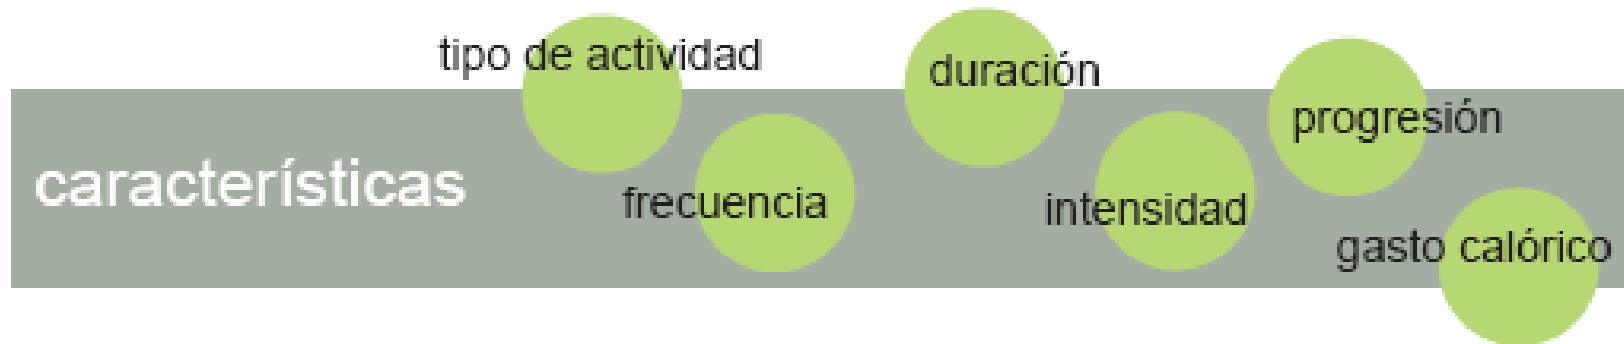 características
tipo de actividad
frecuencia
duración
intensidad
progresión
gasto calórico